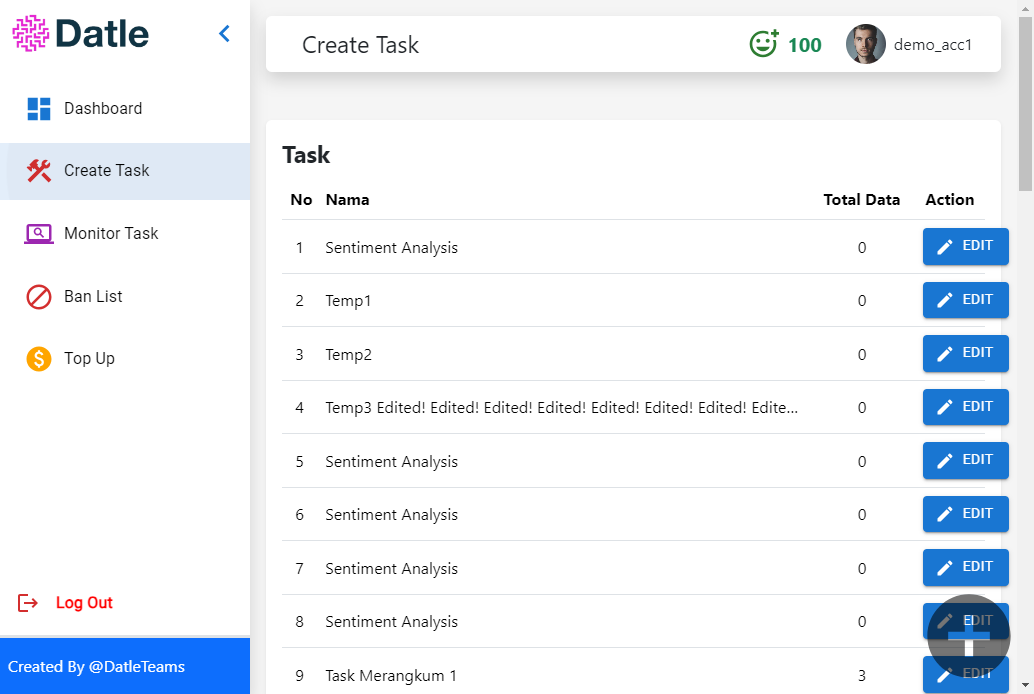 Datle
Create Task
100
demo_acc1
Dashboard
Create Task
Monitor Task
Ban List
Top Up
Log Out
Created By @DatleTeams
Task
No Name Total Data Action
1 Sentiment Analysis 0 EDIT
2 Temp1 0 EDIT
3 Temp2 0 EDIT
4 Temp3 Edited! Edited! Edited! Edited! Edited! Edited! Edited! Edite... 0 EDIT
5 Sentiment Analysis 0 EDIT
6 Sentiment Analysis 0 EDIT
7 Sentiment Analysis 0 EDIT
8 Sentiment Analysis 0 EDIT
9 Task Merangkum 1 3 EDIT